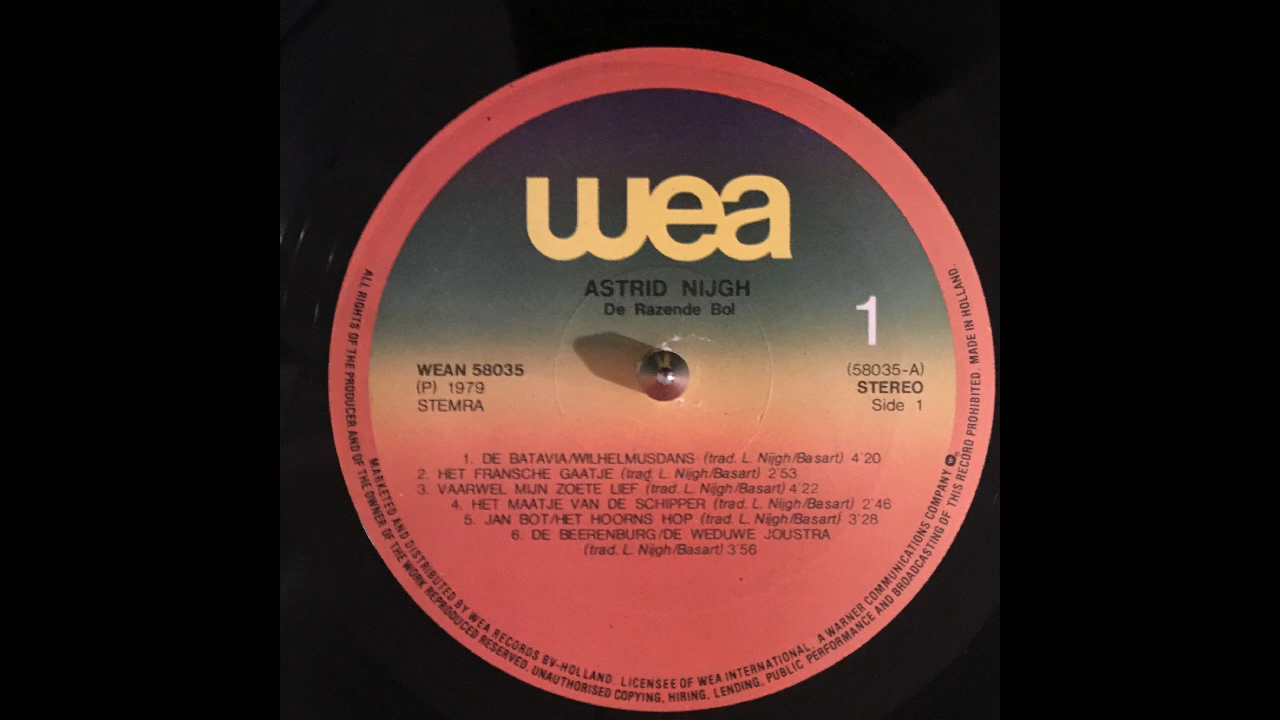 wea
ASTRID NIJGH
De Razende Bol
1
WEAN 58035
(P) 1979
STEMRA
(58035-A)
STEREO
Side 1
1. DE BATAVIA/WILHELMUSDANS (trad. L. Nijgh/Basart) 4'20
2. HET FRANSCHE GAATJE (trad. L. Nijgh/Basart) 2'53
3. VAARWEL MIJN ZOETE LIEF (trad. L. Nijgh/Basart) 4'22
4. HET MAATJE VAN DE SCHIPPER (trad. L. Nijgh/Basart) 2'46
5. JAN BOT/HET HOORNS HOP (trad. L. Nijgh/Basart) 3'28
6. DE BEERENBURG/DE WEDUWE JOUSTRA
(trad. L. Nijgh/Basart) 3'56
ALL RIGHTS OF THE PRODUCER AND OF THE OWNER OF THE WORK REPRODUCED RESERVED. UNAUTHORISED COPYING, HIRING, LENDING, PUBLIC PERFORMANCE AND BROADCASTING OF THIS RECORD PROHIBITED. MADE IN HOLLAND.
MARKETED AND DISTRIBUTED BY WEA RECORDS BV-HOLLAND LICENSEE OF WEA INTERNATIONAL. A WARNER COMMUNICATIONS COMPANY